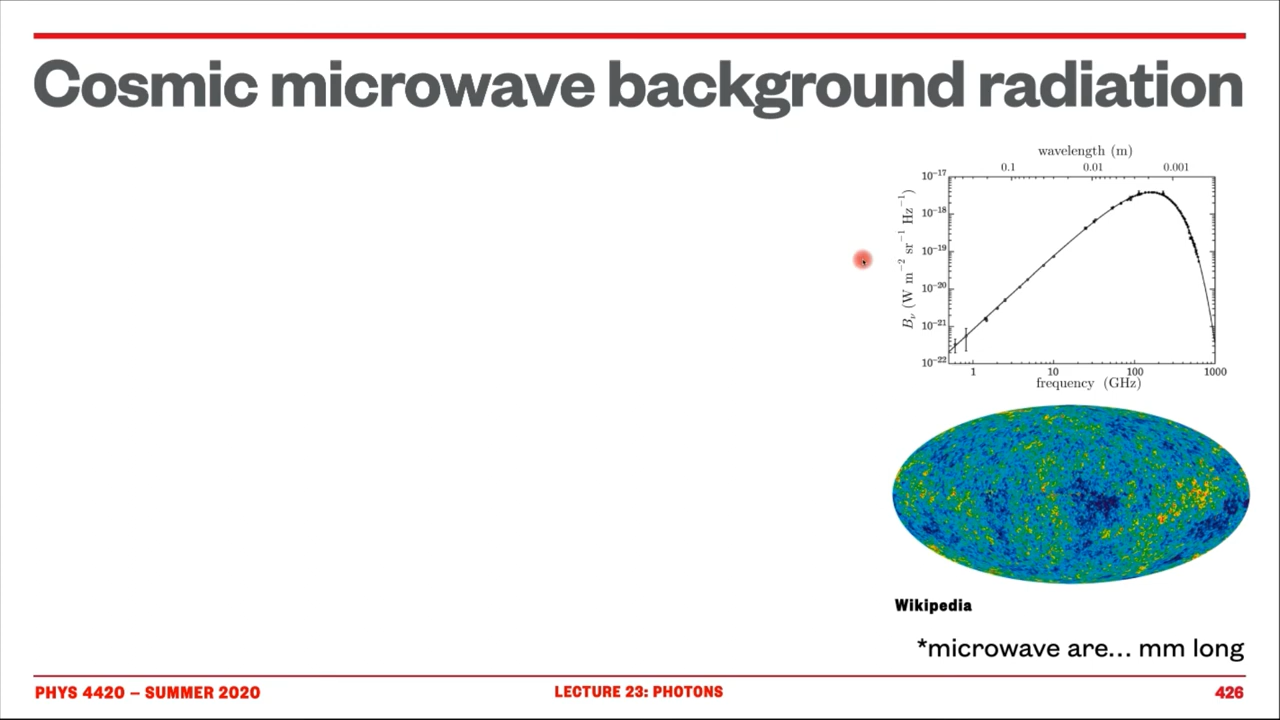 Cosmic microwave background radiation
wavelength (m)
0.1 0.01 0.001
10⁻¹⁷
10⁻¹⁸
10⁻¹⁹
10⁻²⁰
10⁻²¹
10⁻²²
Bν (W m⁻² sr⁻¹ Hz⁻¹)
1 10 100 1000
frequency (GHz)
Wikipedia
*microwave are... mm long
PHYS 4420 – SUMMER 2020
LECTURE 23: PHOTONS
426